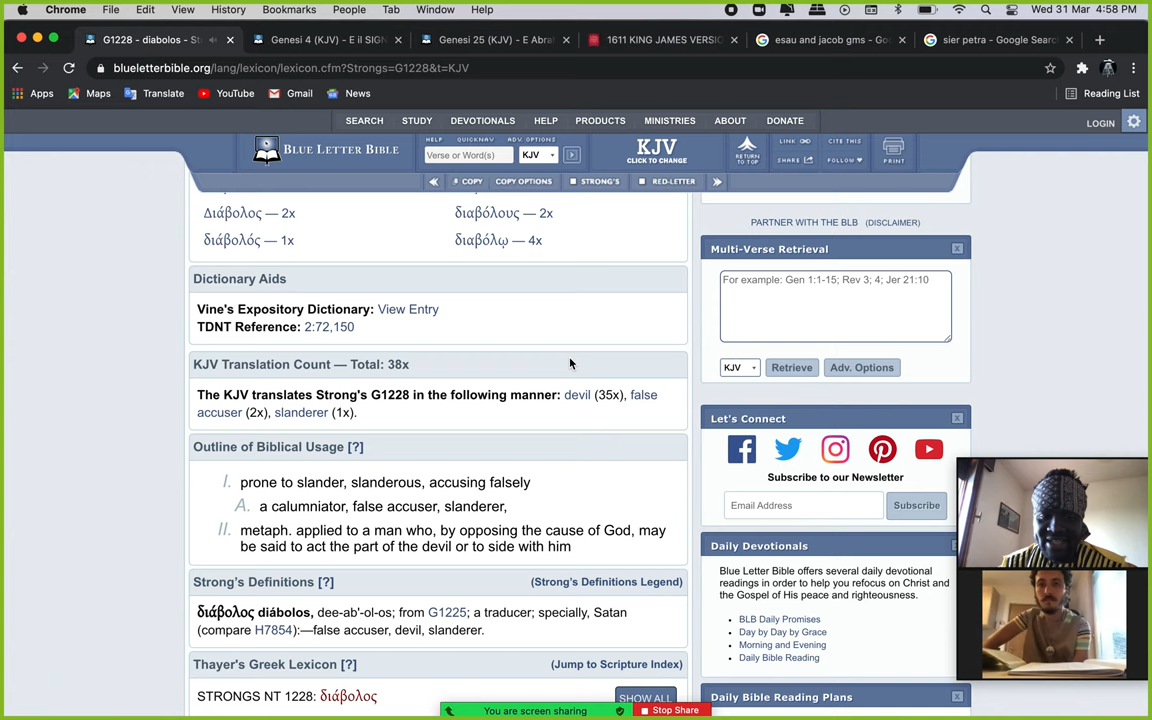 Chrome File Edit View History Bookmarks People Tab Window Help Wed 31 Mar 4:58 PM
G1228 - diabolos - St
Genesi 4 (KJV) - E il SIGN
Genesi 25 (KJV) - E Abra
1611 KING JAMES VERSIO
esau and jacob gms - Goo
sier petra - Google Searc
blueletterbible.org/lang/lexicon/lexicon.cfm?Strongs=G1228&t=KJV
Apps Maps Translate YouTube Gmail News Reading List
SEARCH STUDY DEVOTIONALS HELP PRODUCTS MINISTRIES ABOUT DONATE LOGIN
BLUE LETTER BIBLE
HELP QUICKNAV ADV. OPTIONS
Verse or Word(s) KJV
KJV
CLICK TO CHANGE
RETURN
TO TOP
LINK CITE THIS
SHARE FOLLOW PRINT
COPY COPY OPTIONS STRONG'S RED-LETTER
Διάβολος — 2x διαβόλους — 2x
διαβόλός — 1x διαβόλῳ — 4x
Dictionary Aids
Vine's Expository Dictionary: View Entry
TDNT Reference: 2:72,150
KJV Translation Count — Total: 38x
The KJV translates Strong's G1228 in the following manner: devil (35x), false
accuser (2x), slanderer (1x).
Outline of Biblical Usage [?]
I. prone to slander, slanderous, accusing falsely
A. a calumniator, false accuser, slanderer,
II. metaph. applied to a man who, by opposing the cause of God, may
be said to act the part of the devil or to side with him
Strong's Definitions [?] (Strong's Definitions Legend)
διάβολος diábolos, dee-ab'-ol-os; from G1225; a traducer; specially, Satan
(compare H7854):—false accuser, devil, slanderer.
Thayer's Greek Lexicon [?] (Jump to Scripture Index)
STRONGS NT 1228: διάβολος SHOW ALL
PARTNER WITH THE BLB (DISCLAIMER)
Multi-Verse Retrieval
For example: Gen 1:1-15; Rev 3; 4; Jer 21:10
KJV Retrieve Adv. Options
Let's Connect
Subscribe to our Newsletter
Email Address Subscribe
Daily Devotionals
Blue Letter Bible offers several daily devotional
readings in order to help you refocus on Christ and
the Gospel of His peace and righteousness.
BLB Daily Promises
Day by Day by Grace
Morning and Evening
Daily Bible Reading
Daily Bible Reading Plans
You are screen sharing Stop Share